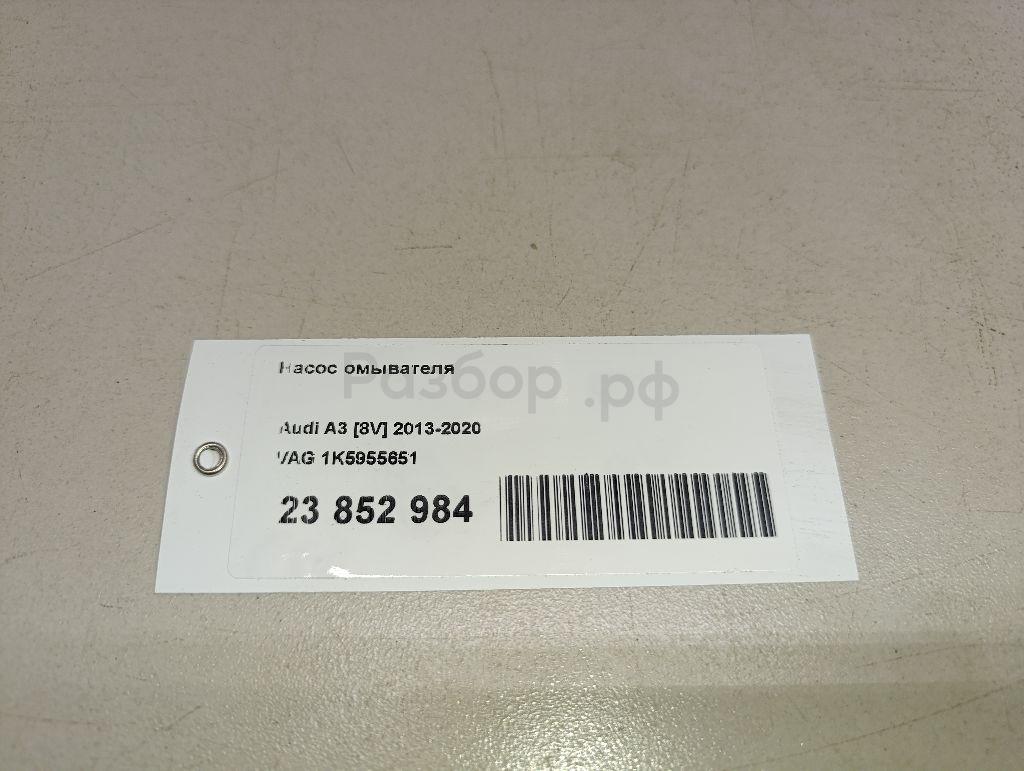 Насос омывателя
Разбор.рф
Audi A3 [8V] 2013-2020
VAG 1K5955651
23 852 984